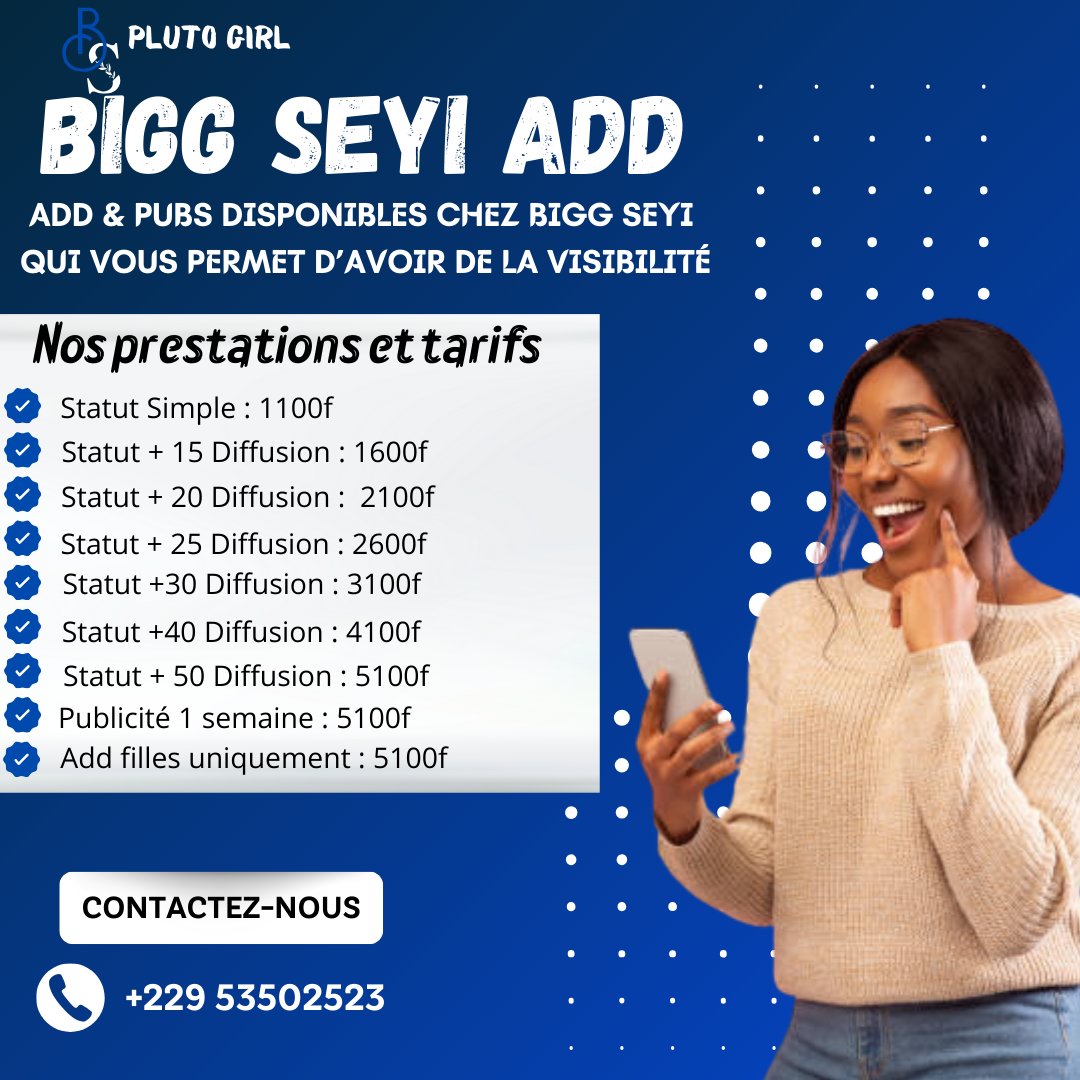 PLUTO GIRL
BS
BIGG SEYI ADD
ADD & PUBS DISPONIBLES CHEZ BIGG SEYI
QUI VOUS PERMET D'AVOIR DE LA VISIBILITÉ
Nos prestations et tarifs
Statut Simple : 1100f
Statut + 15 Diffusion : 1600f
Statut + 20 Diffusion : 2100f
Statut + 25 Diffusion : 2600f
Statut +30 Diffusion : 3100f
Statut +40 Diffusion : 4100f
Statut + 50 Diffusion : 5100f
Publicité 1 semaine : 5100f
Add filles uniquement : 5100f
CONTACTEZ-NOUS
+229 53502523